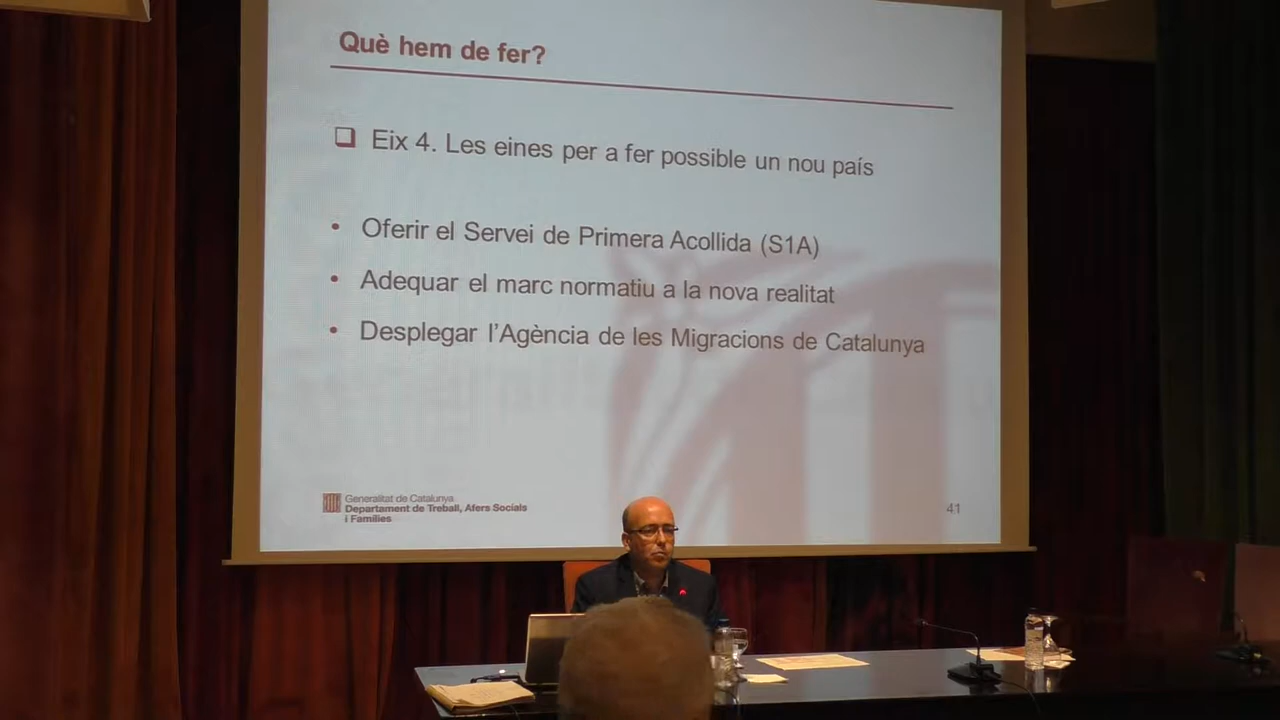 Què hem de fer?
Eix 4. Les eines per a fer possible un nou país
• Oferir el Servei de Primera Acollida (S1A)
• Adequar el marc normatiu a la nova realitat
• Desplegar l’Agència de les Migracions de Catalunya
Generalitat de Catalunya
Departament de Treball, Afers Socials
i Famílies
41